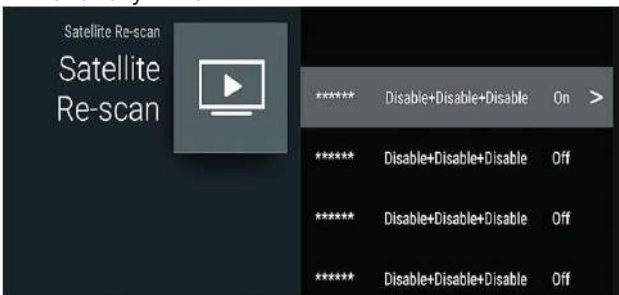 Satellite Re-scan
Satellite
Re-scan
****** Disable+Disable+Disable On >
****** Disable+Disable+Disable Off
****** Disable+Disable+Disable Off
****** Disable+Disable+Disable Off